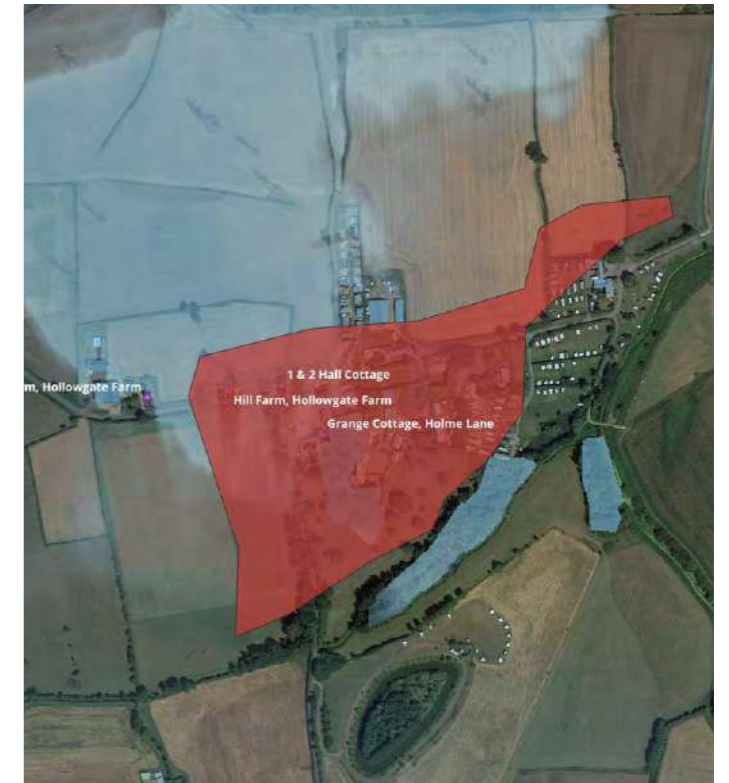 1 & 2 Hall Cottage
m, Hollowgate Farm
Hill Farm, Hollowgate Farm
Grange Cottage, Holme Lane